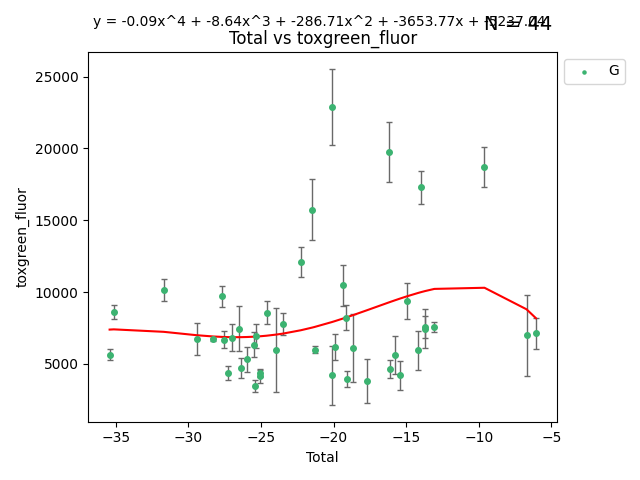 y = -0.09x^4 + -8.64x^3 + -286.71x^2 + -3653.77x +
N = 44
Total vs toxgreen_fluor
G
toxgreen_fluor
25000
20000
15000
10000
5000
−35 −30 −25 −20 −15 −10 −5
Total